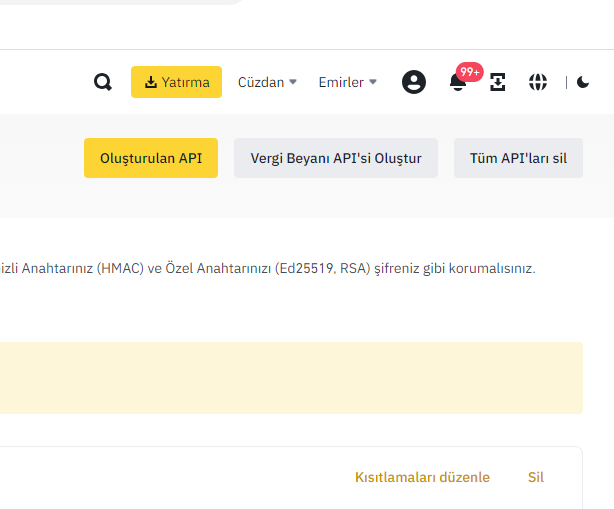 Yatırma Cüzdan Emirler 99+
Oluşturulan API Vergi Beyanı API'si Oluştur Tüm API'ları sil
izli Anahtarınız (HMAC) ve Özel Anahtarınızı (Ed25519, RSA) şifreniz gibi korumalısınız.
Kısıtlamaları düzenle Sil